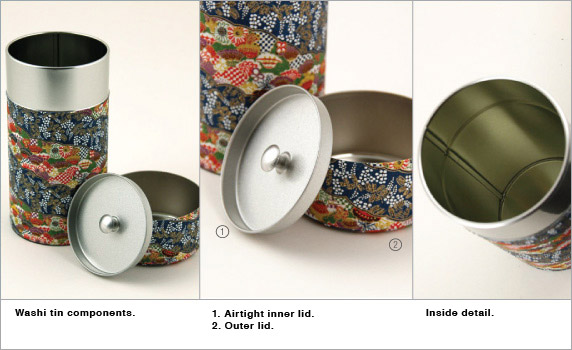 1
2
Washi tin components.
1. Airtight inner lid.
2. Outer lid.
Inside detail.